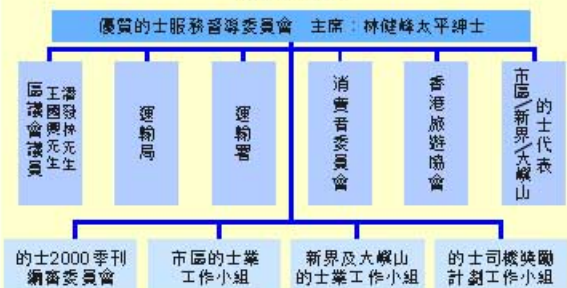 優質的士服務督導委員會 主席：林健峰太平紳士
潘發林先生
王國興先生
區議會議員
運輸局
運輸署
消費者委員會
香港旅遊協會
的士代表
市區/新界/大嶼山
的士2000季刊
編審委員會
市區的士業
工作小組
新界及大嶼山
的士業工作小組
的士司機獎勵
計劃工作小組